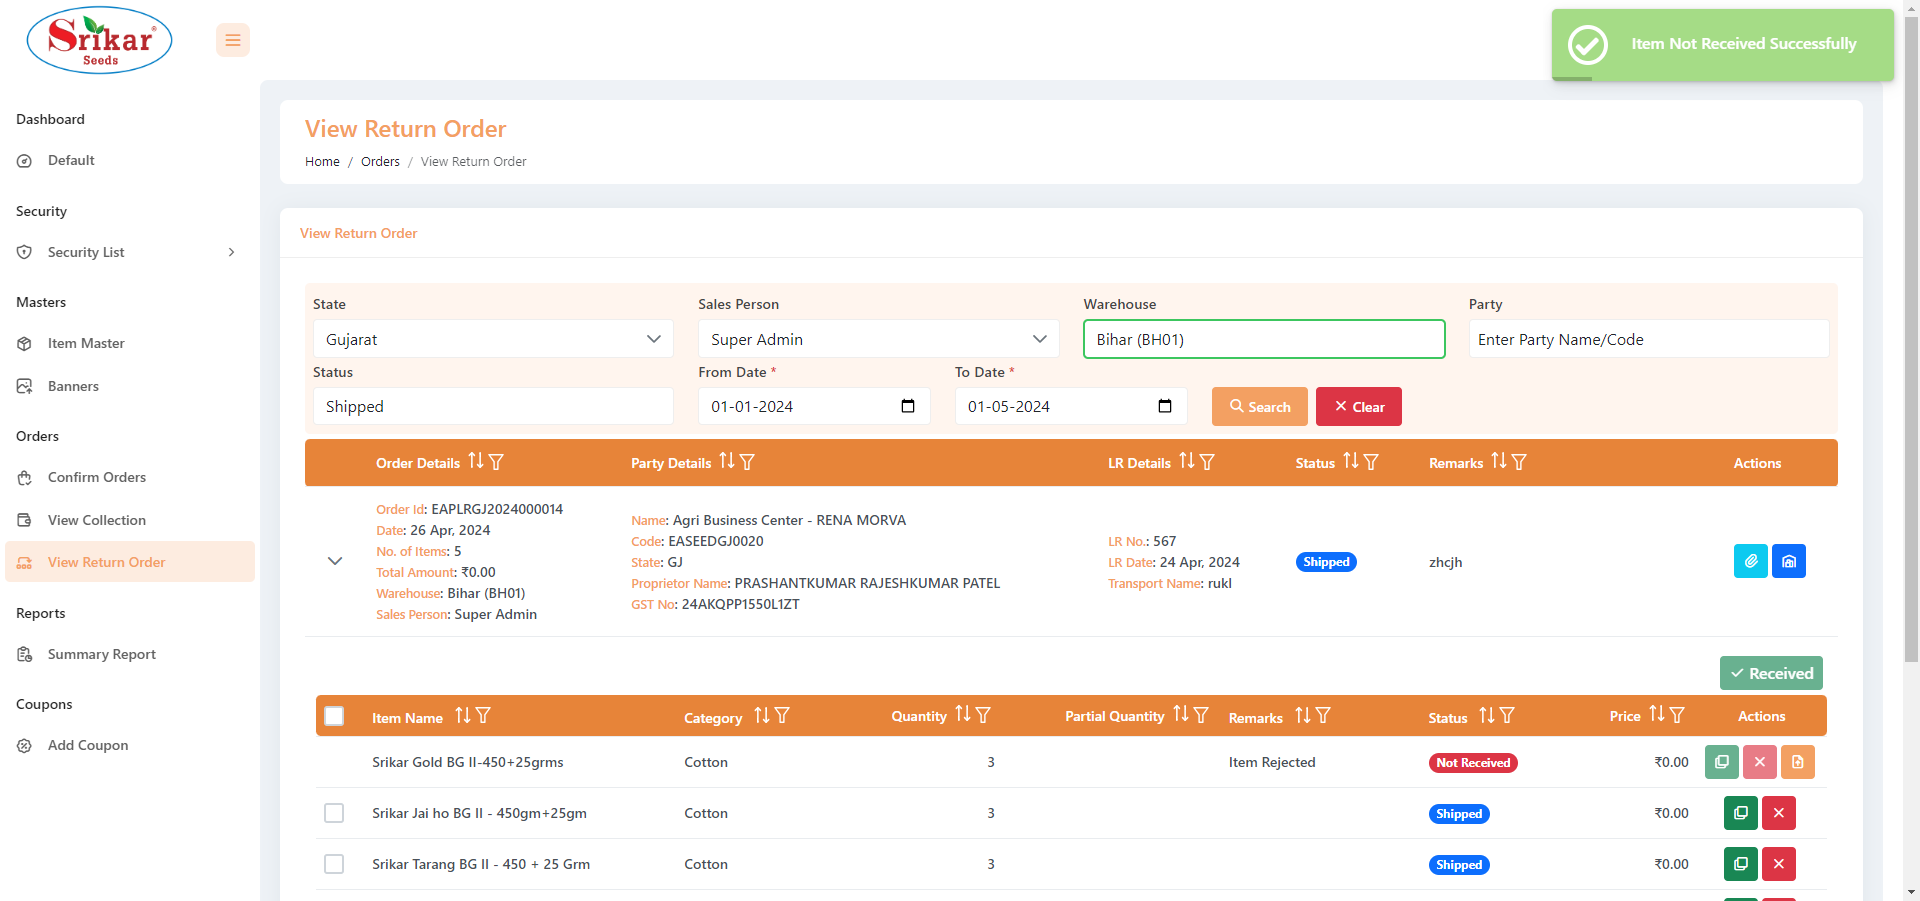 Srikar®
Seeds
Item Not Received Successfully
Dashboard
Default
Security
Security List
Masters
Item Master
Banners
Orders
Confirm Orders
View Collection
View Return Order
Reports
Summary Report
Coupons
Add Coupon
View Return Order
Home / Orders / View Return Order
View Return Order
State Sales Person Warehouse Party
Gujarat Super Admin Bihar (BH01) Enter Party Name/Code
Status From Date * To Date *
Shipped 01-01-2024 01-05-2024 Search Clear
Order Details Party Details LR Details Status Remarks Actions
Order Id: EAPLRGJ2024000014
Date: 26 Apr, 2024
No. of Items: 5
Total Amount: ₹0.00
Warehouse: Bihar (BH01)
Sales Person: Super Admin
Name: Agri Business Center - RENA MORVA
Code: EASEEDGJ0020
State: GJ
Proprietor Name: PRASHANTKUMAR RAJESHKUMAR PATEL
GST No: 24AKQPP1550L1ZT
LR No.: 567
LR Date: 24 Apr, 2024
Transport Name: rukl
Shipped
zhcjh
Received
Item Name Category Quantity Partial Quantity Remarks Status Price Actions
Srikar Gold BG II-450+25grms Cotton 3 Item Rejected Not Received ₹0.00
Srikar Jai ho BG II - 450gm+25gm Cotton 3 Shipped ₹0.00
Srikar Tarang BG II - 450 + 25 Grm Cotton 3 Shipped ₹0.00